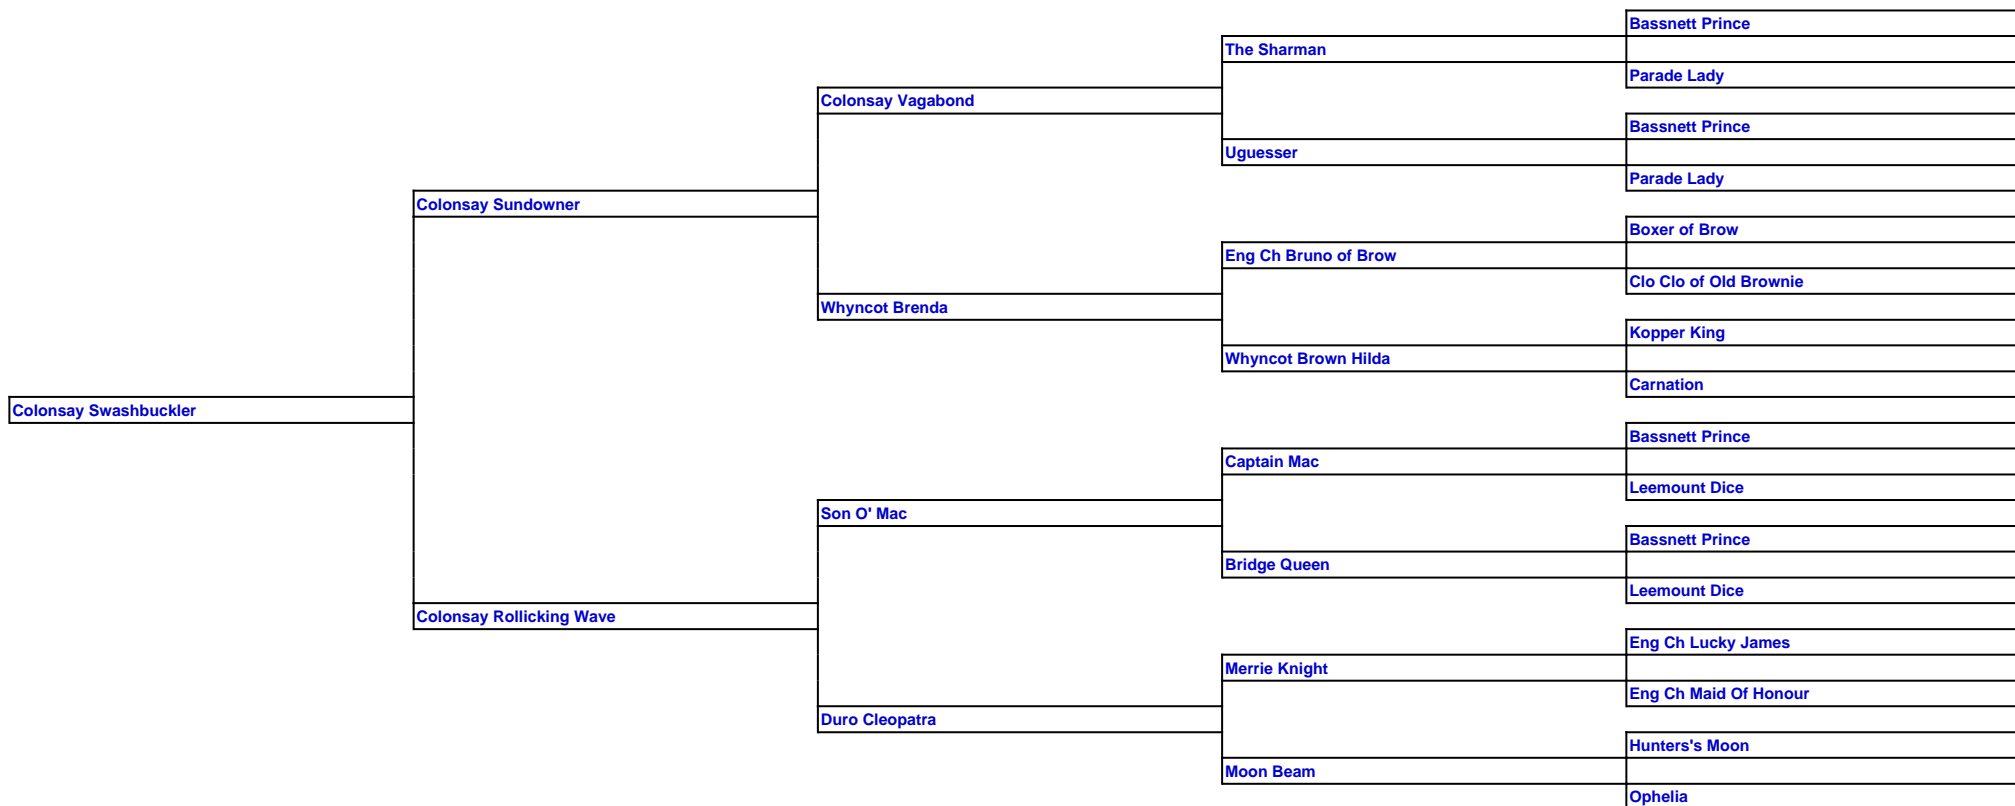 Bassnett Prince
The Sharman
Parade Lady
Colonsay Vagabond
Bassnett Prince
Uguesser
Parade Lady
Colonsay Sundowner
Boxer of Brow
Eng Ch Bruno of Brow
Clo Clo of Old Brownie
Whyncot Brenda
Kopper King
Whyncot Brown Hilda
Carnation
Colonsay Swashbuckler
Bassnett Prince
Captain Mac
Leemount Dice
Son O' Mac
Bassnett Prince
Bridge Queen
Leemount Dice
Colonsay Rollicking Wave
Eng Ch Lucky James
Merrie Knight
Eng Ch Maid Of Honour
Duro Cleopatra
Hunters's Moon
Moon Beam
Ophelia